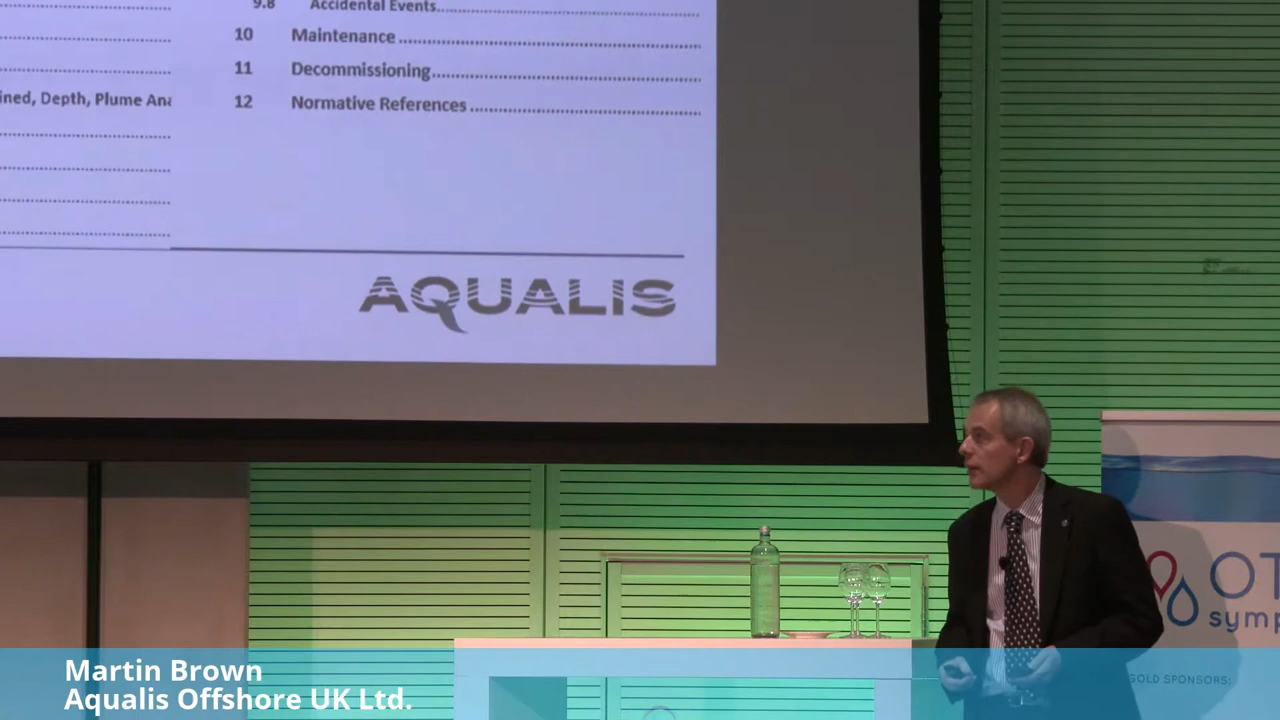 9.8 Accidental Events
10 Maintenance
11 Decommissioning
12 Normative References
ined, Depth, Plume Ana
AQUALIS
OT
symp
GOLD SPONSORS:
Martin Brown
Aqualis Offshore UK Ltd.